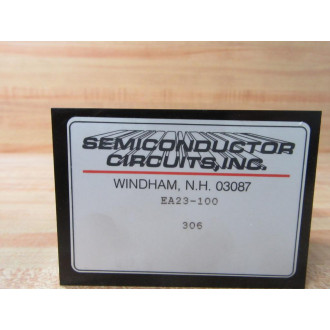 SEMICONDUCTOR
CIRCUITS, INC.
WINDHAM, N.H. 03087
EA23-100
306